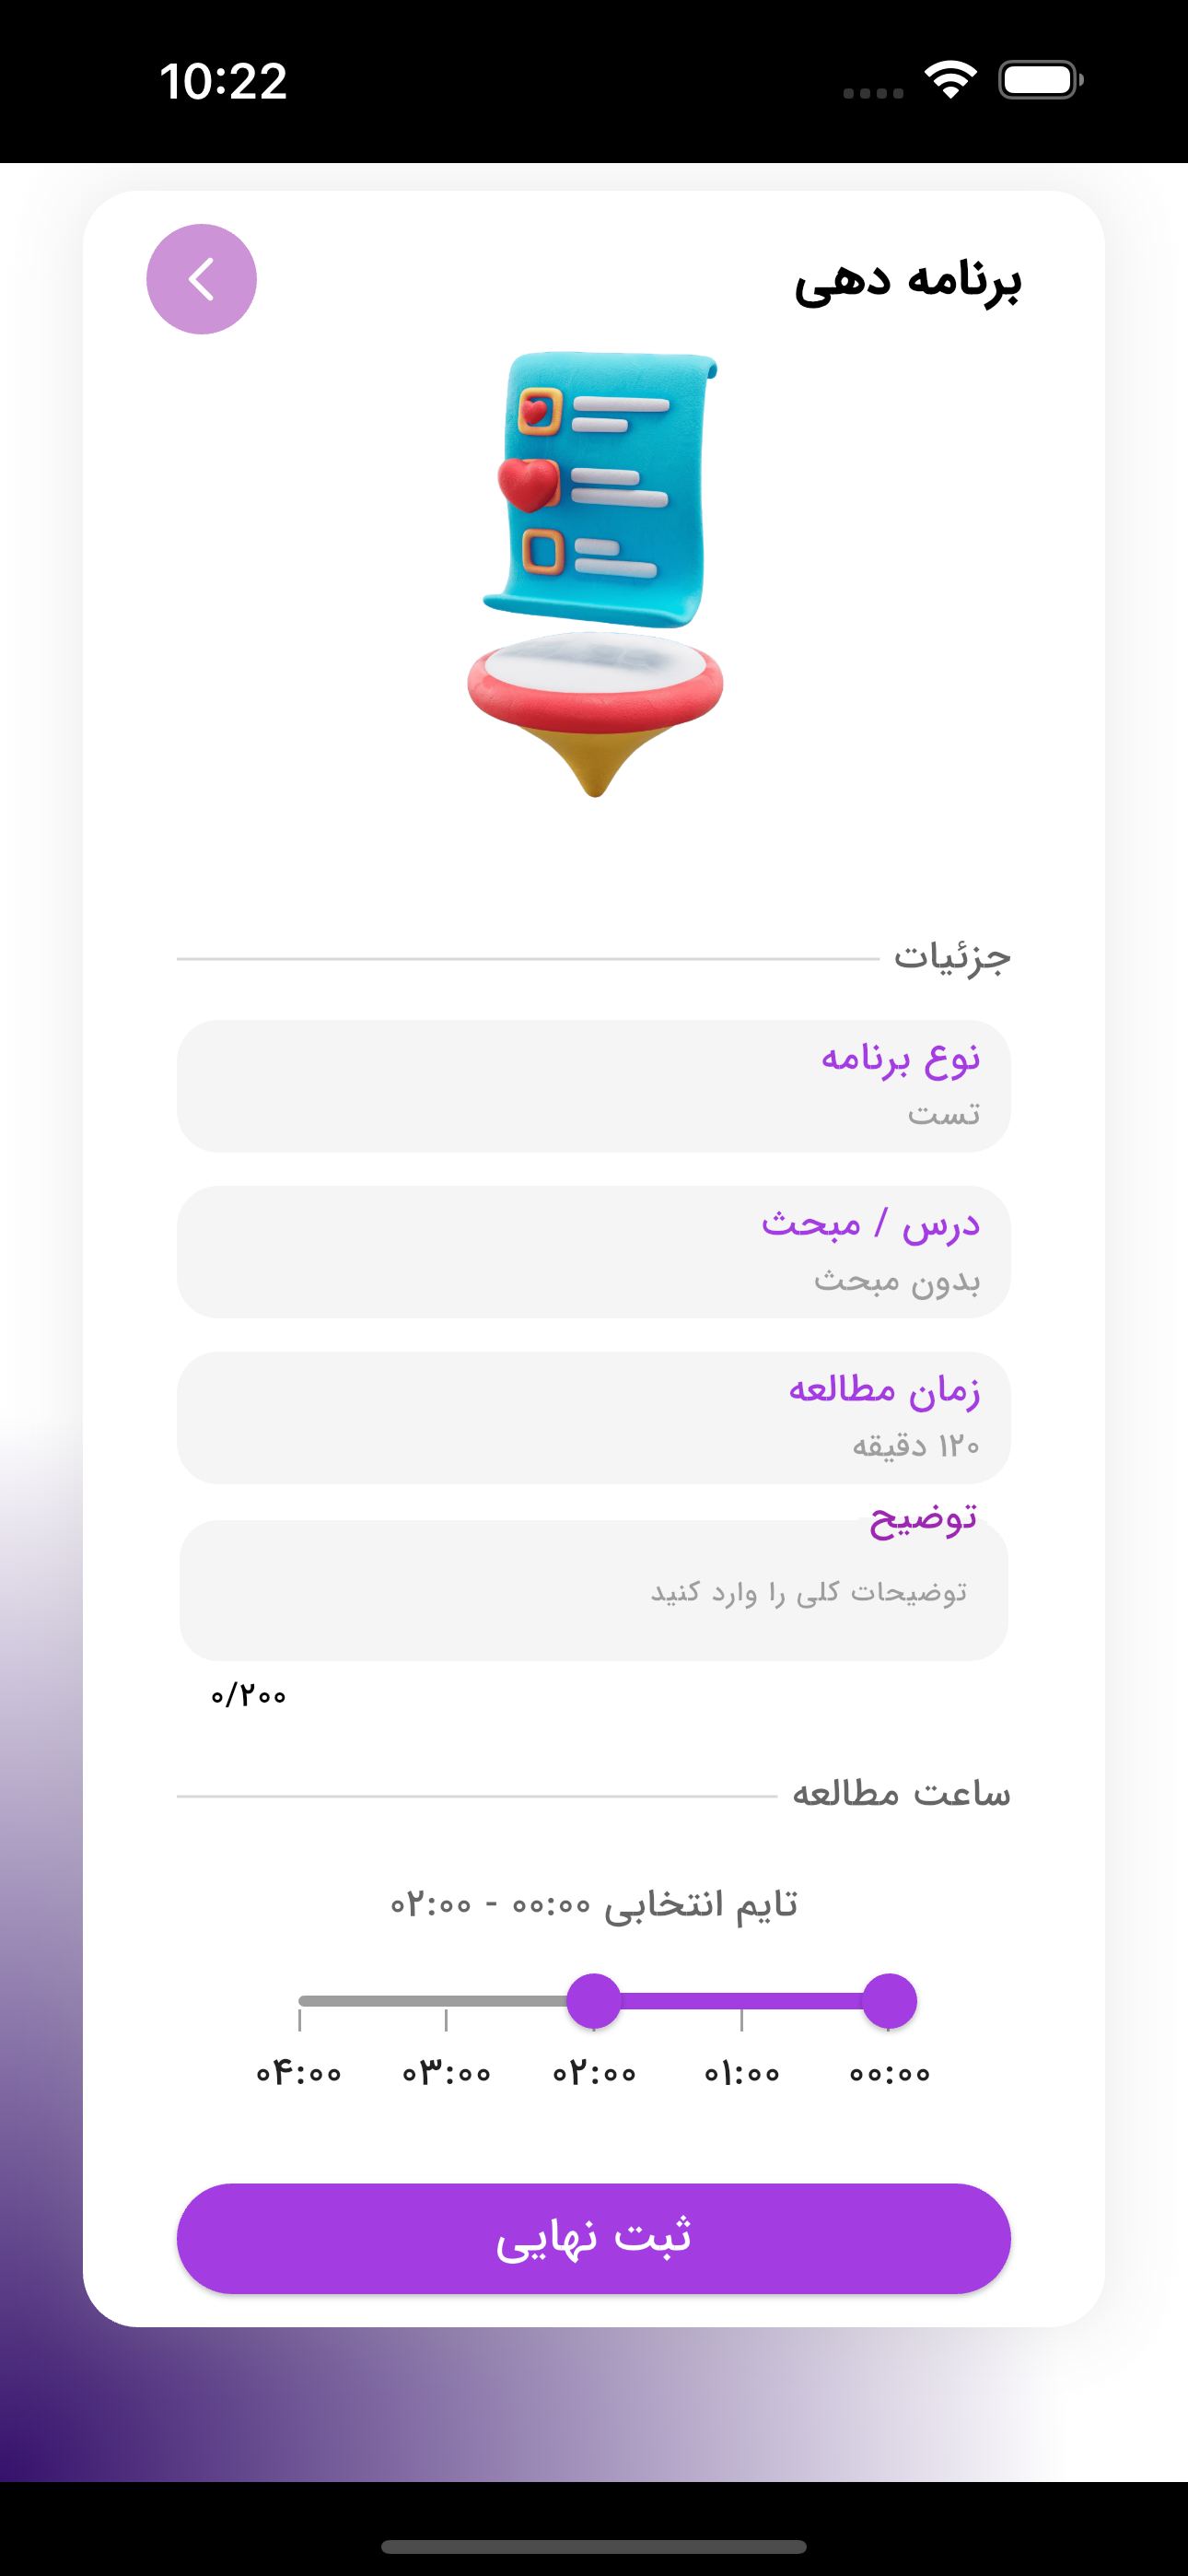 10:22
برنامه دهی
جزئیات
نوع برنامه
تست
درس / مبحث
بدون مبحث
زمان مطالعه
۱۲۰ دقیقه
توضیح
توضیحات کلی را وارد کنید
۰/۲۰۰
ساعت مطالعه
تایم انتخابی ۰۰:۰۰ - ۰۲:۰۰
۰۰:۰۰ ۰۱:۰۰ ۰۲:۰۰ ۰۳:۰۰ ۰۴:۰۰
ثبت نهایی